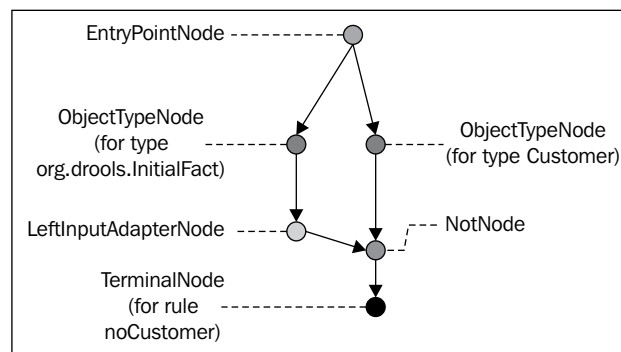 EntryPointNode
ObjectTypeNode
(for type
org.drools.InitialFact)
ObjectTypeNode
(for type Customer)
LeftInputAdapterNode
NotNode
TerminalNode
(for rule
noCustomer)